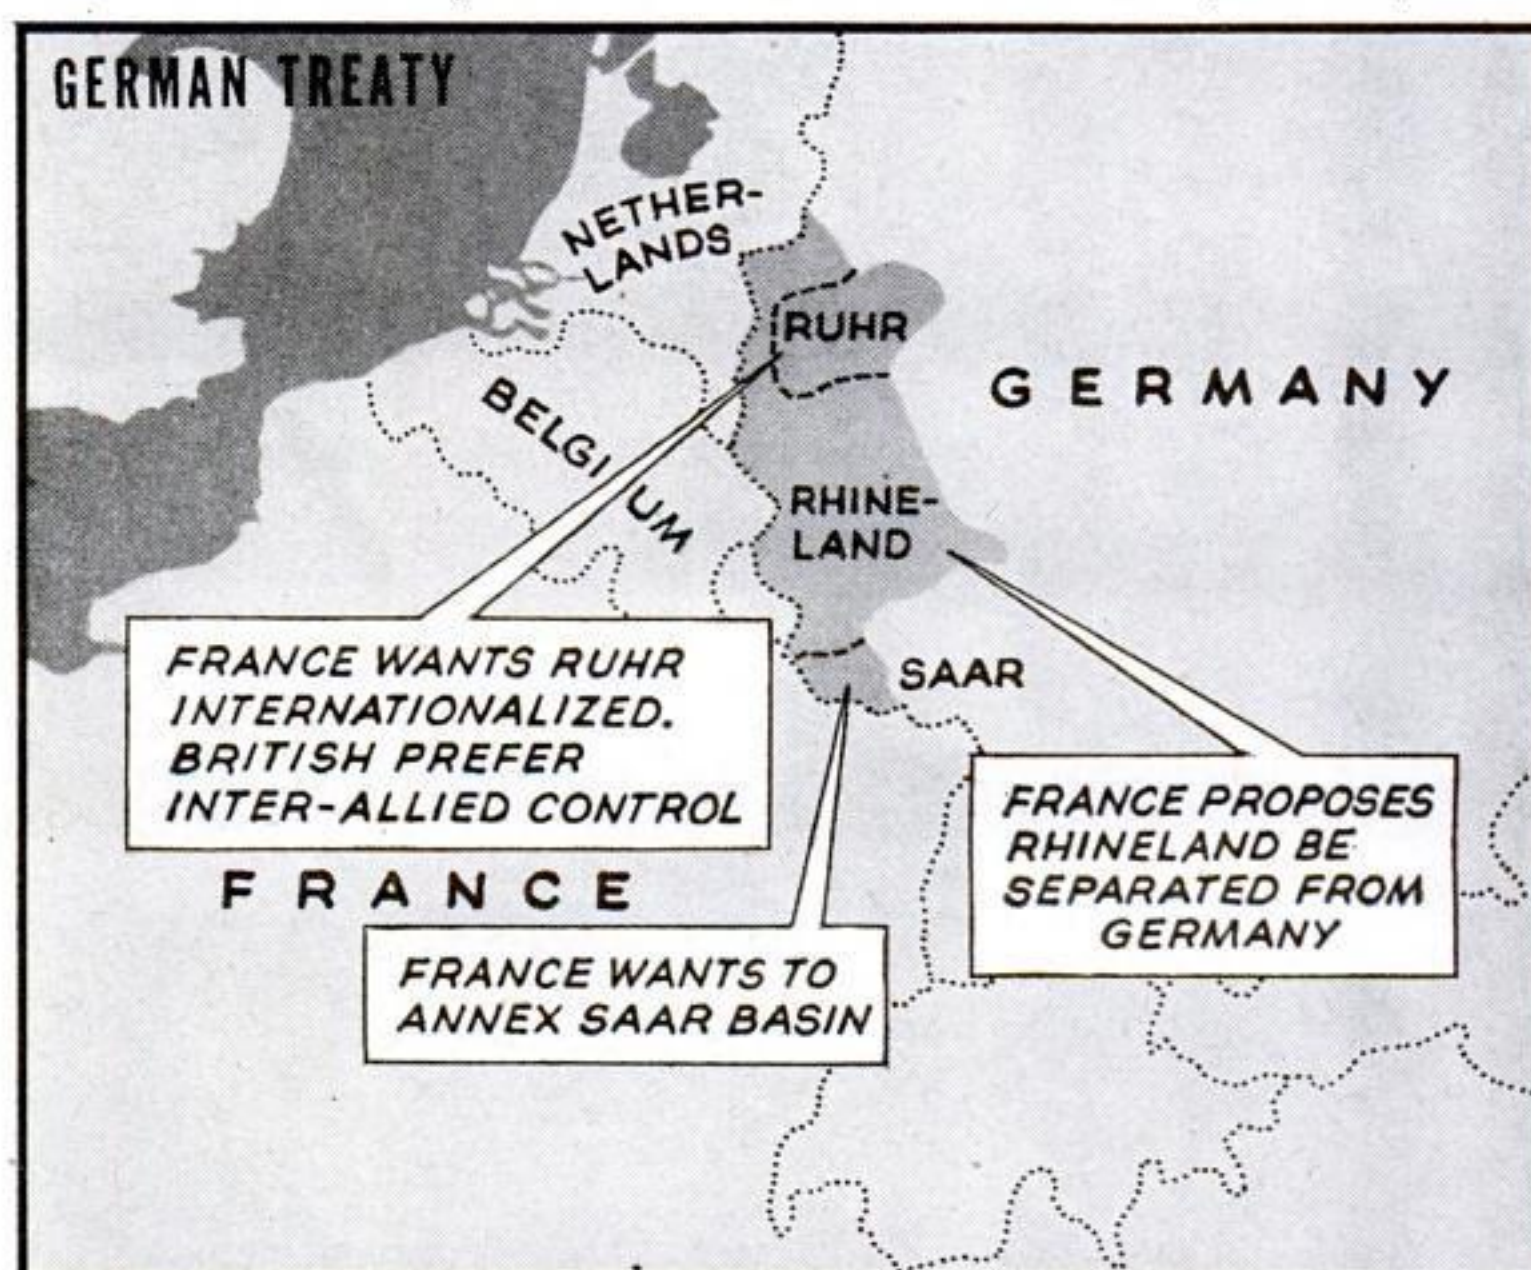 GERMAN TREATY
NETHER-
LANDS
RUHR
GERMANY
BELGIUM
RHINE-
LAND
FRANCE WANTS RUHR
INTERNATIONALIZED.
BRITISH PREFER
INTER-ALLIED CONTROL
SAAR
FRANCE PROPOSES
RHINELAND BE
SEPARATED FROM
GERMANY
FRANCE
FRANCE WANTS TO
ANNEX SAAR BASIN